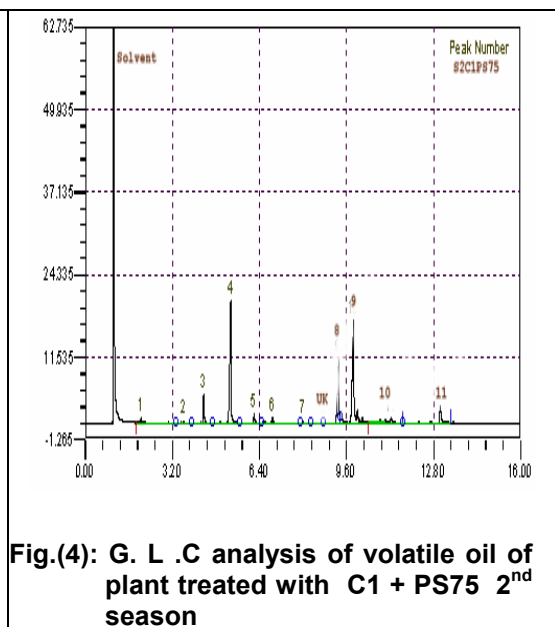 62.735
Solvent
Peak Number
S2C1PS75
49.935
37.135
24.335
11.535
-1.265
1
2
3
4
5
6
7
UK
8
9
10
11
0.00 3.20 6.40 9.60 12.80 16.00
Fig.(4): G. L .C analysis of volatile oil of
plant treated with C1 + PS75 2nd
season